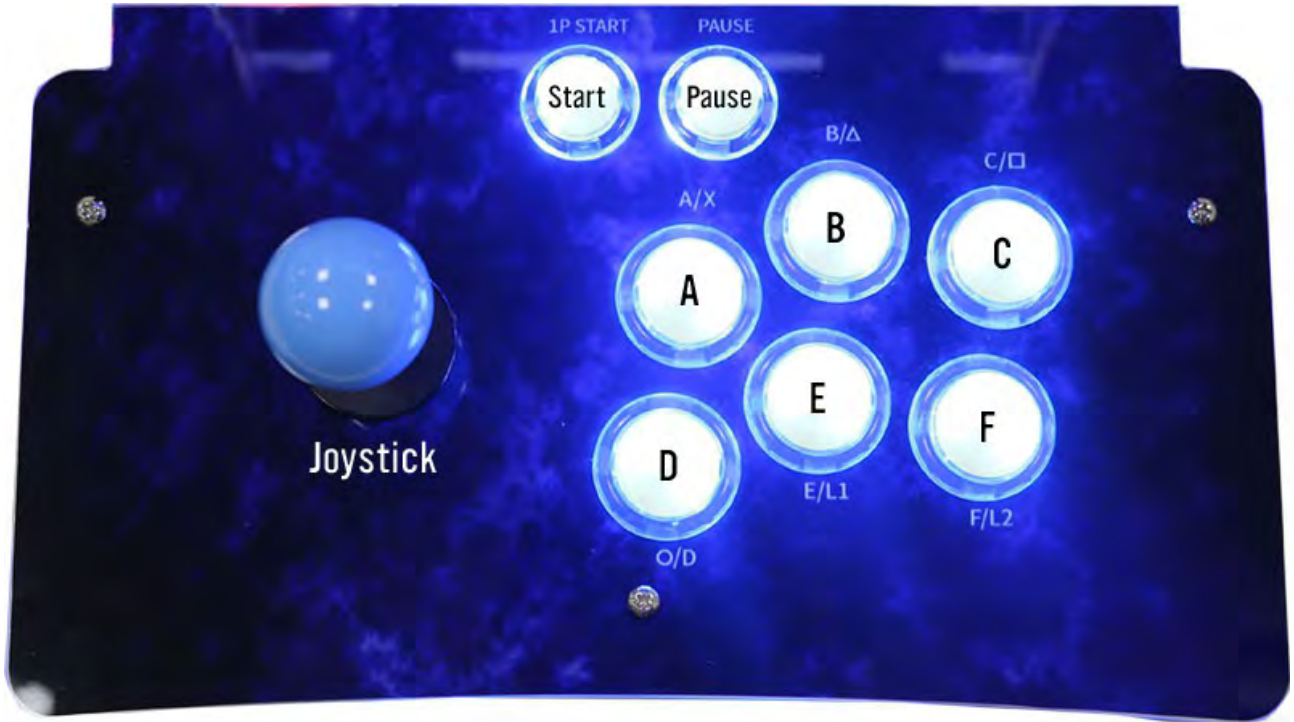 1P START
PAUSE
Start
Pause
B/Δ
C/□
A/X
B
C
A
E
F
D
Joystick
E/L1
F/L2
O/D